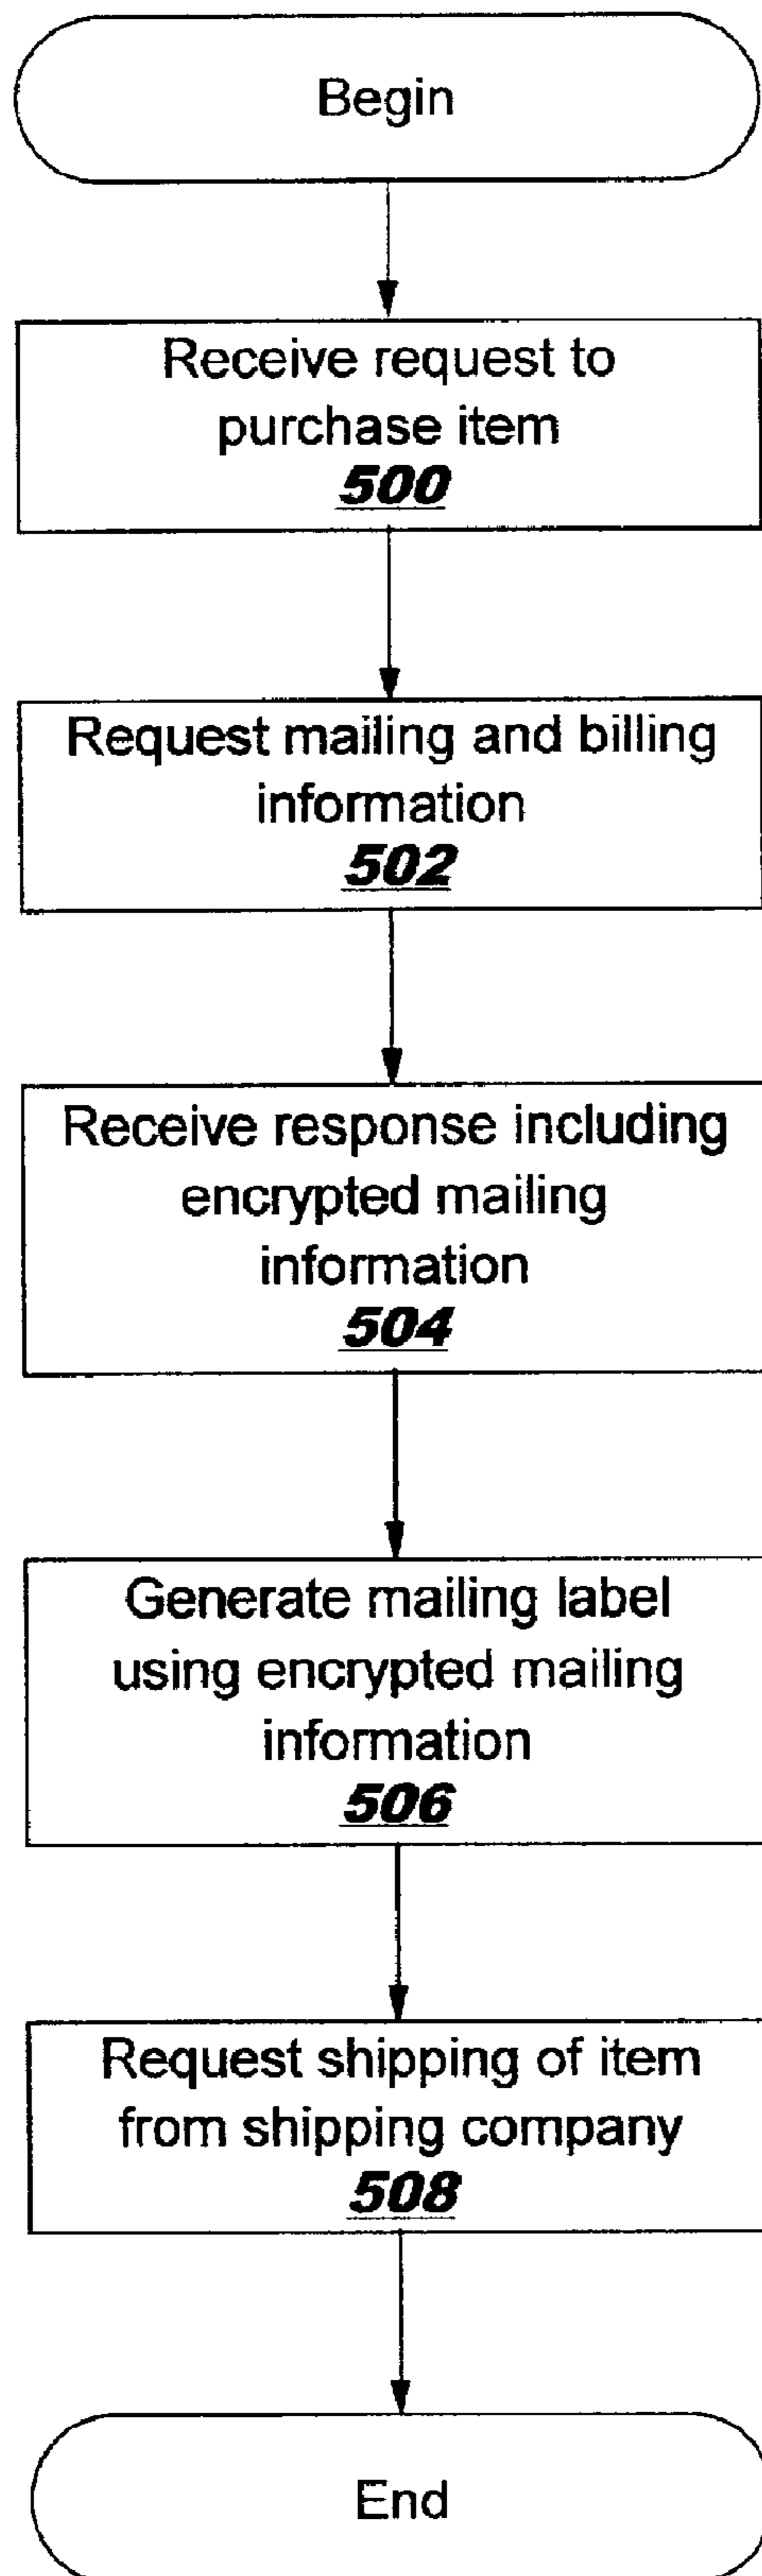 Begin
Receive request to
purchase item
500
Request mailing and billing
information
502
Receive response including
encrypted mailing
information
504
Generate mailing label
using encrypted mailing
information
506
Request shipping of item
from shipping company
508
End